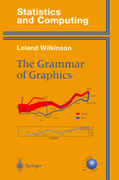 Statistics and Computing
Leland Wilkinson
The Grammar
of Graphics
Springer